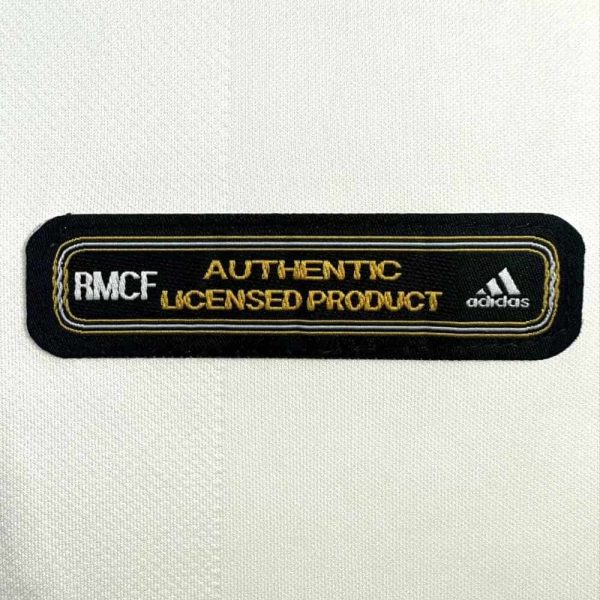 RMCF
AUTHENTIC
LICENSED PRODUCT
adidas